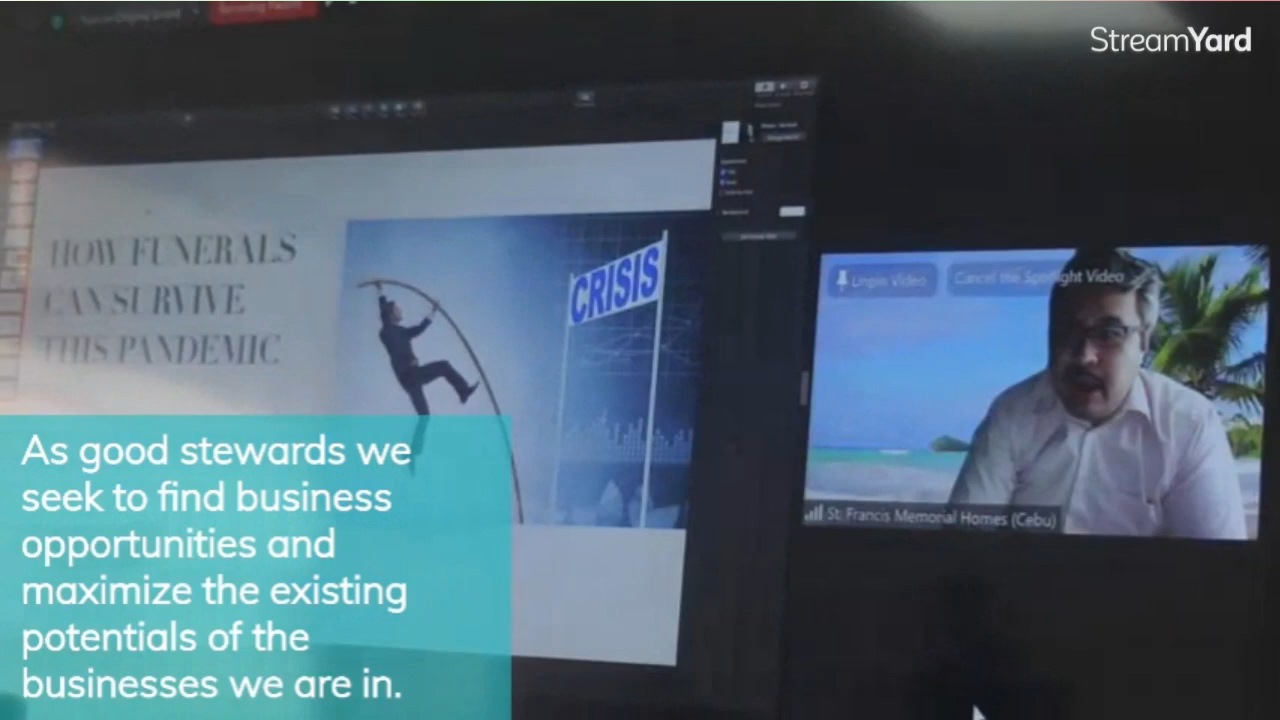 StreamYard
HOW FUNERALS
CAN SURVIVE
THIS PANDEMIC
CRISIS
Unpin Video
Cancel the Spotlight Video
St. Francis Memorial Homes (Cebu)
As good stewards we
seek to find business
opportunities and
maximize the existing
potentials of the
businesses we are in.